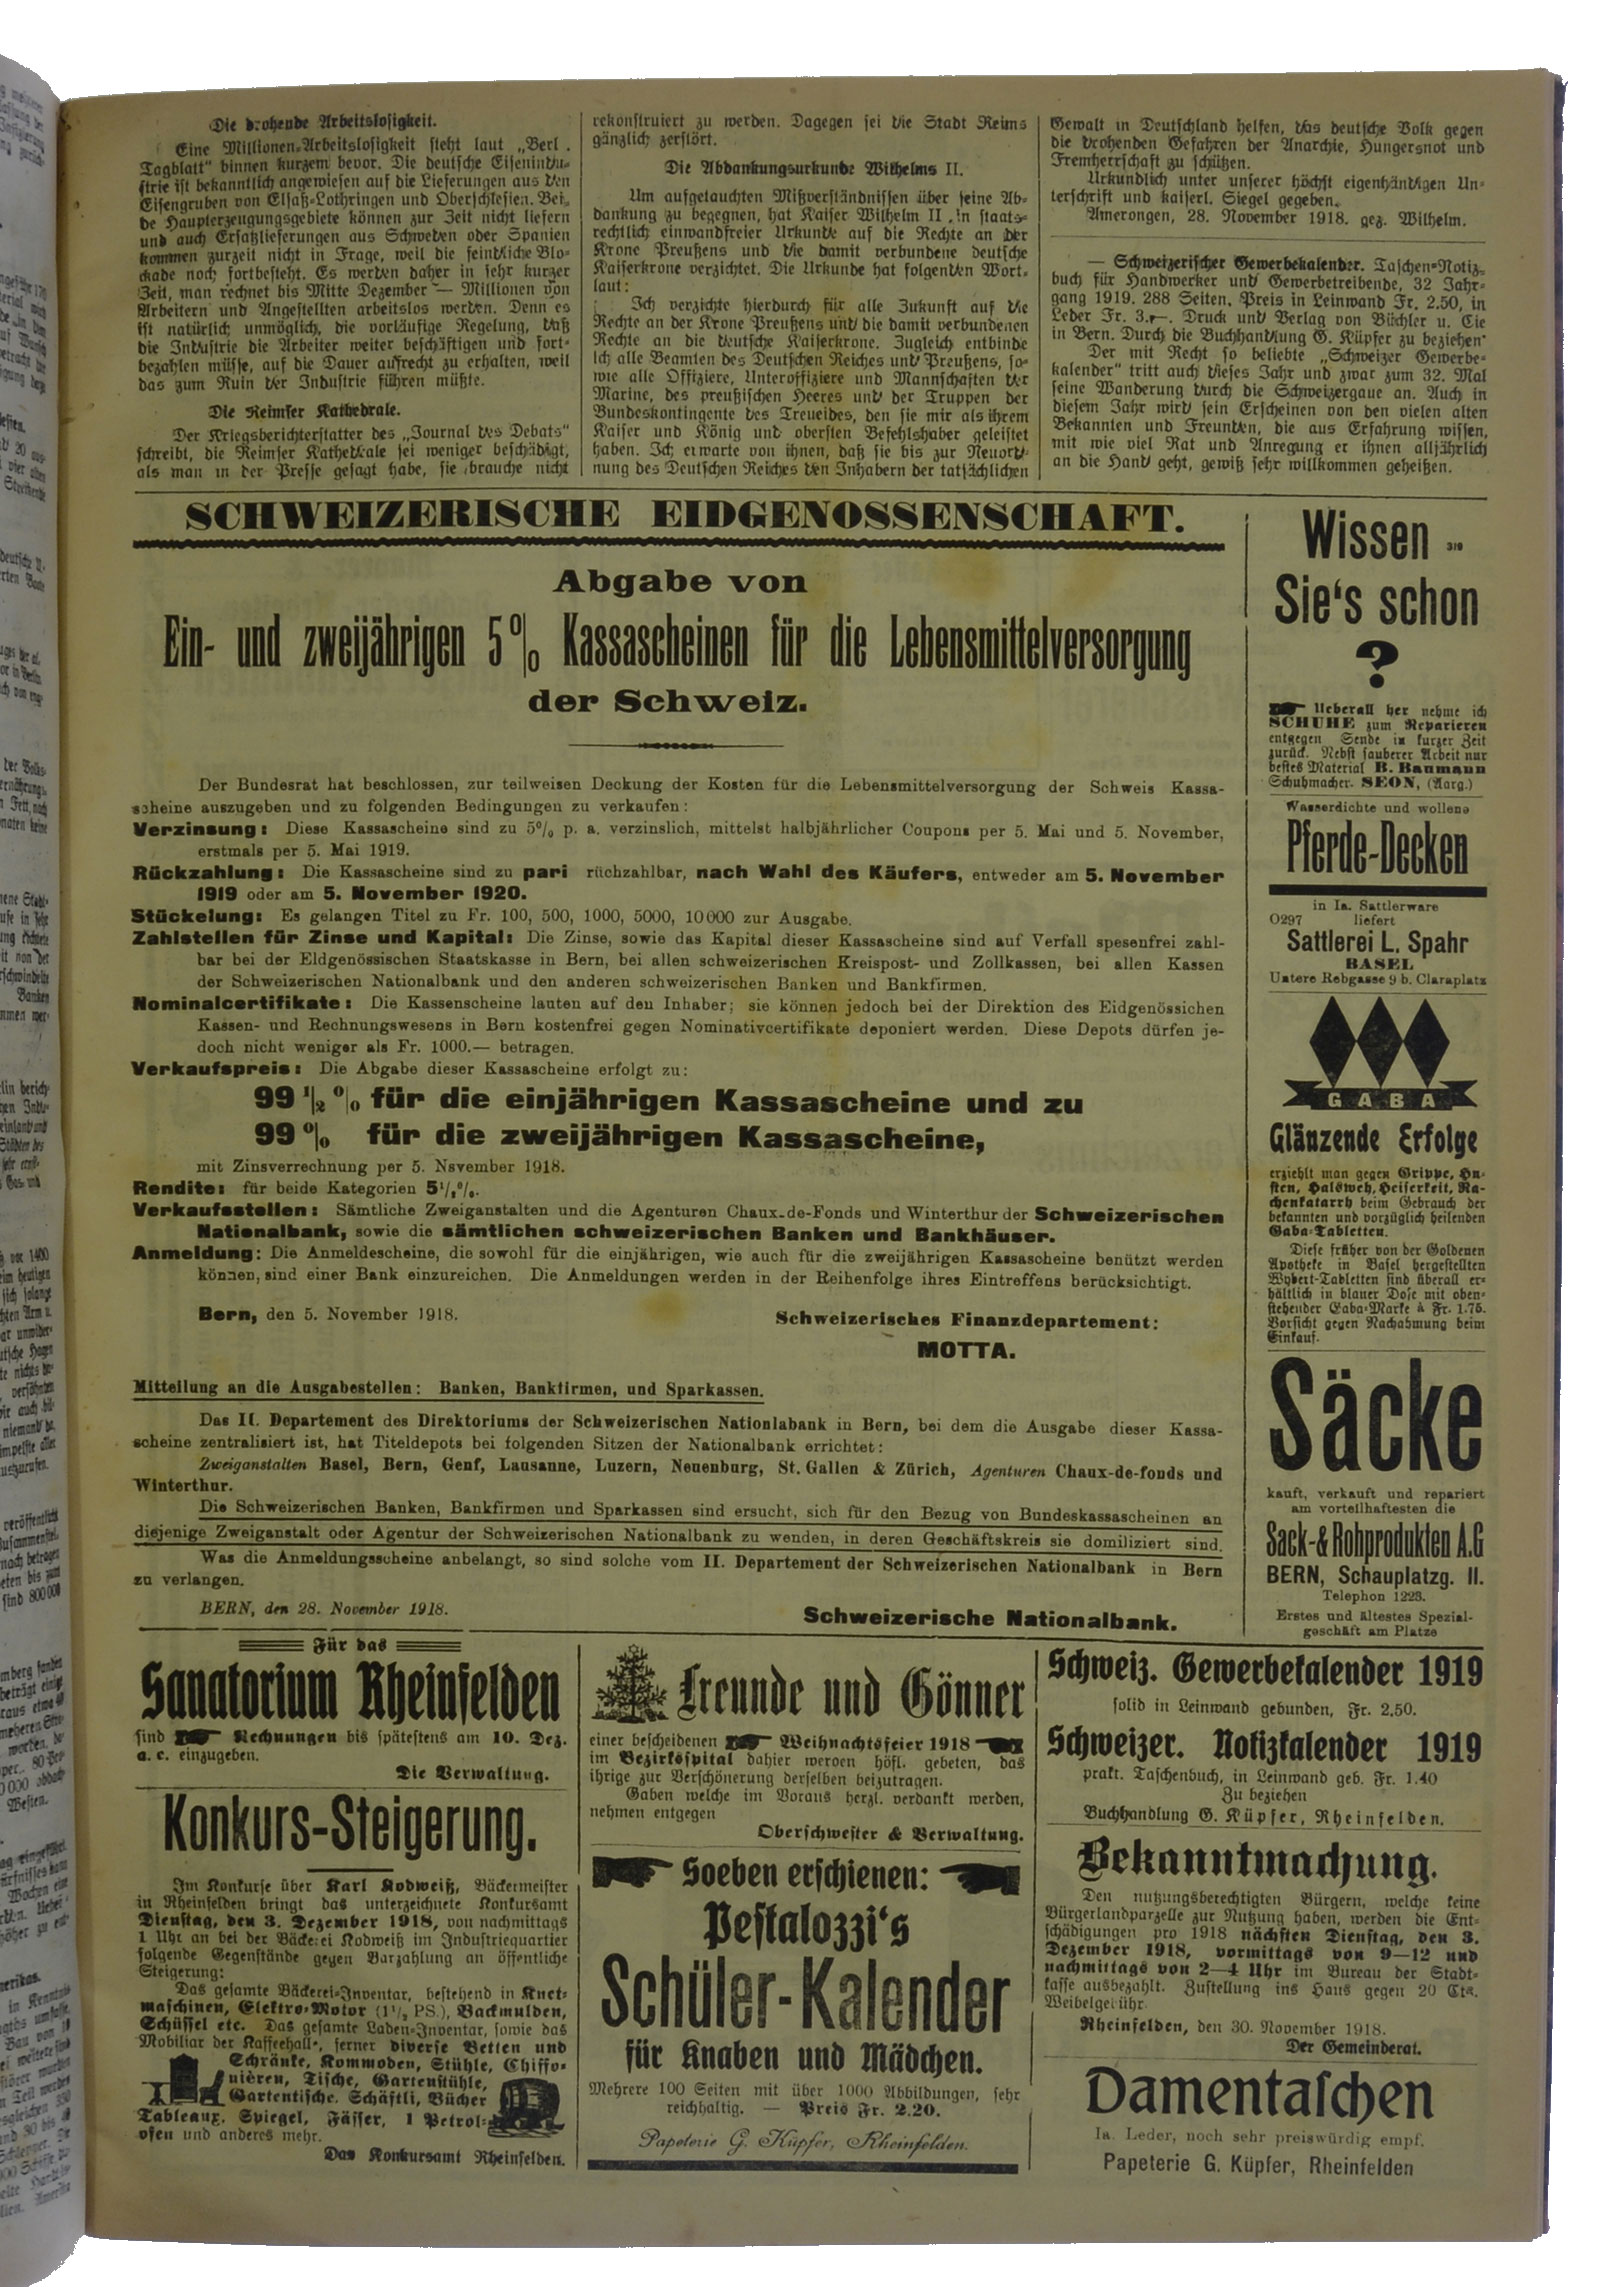 Die drohende Arbeitslosigkeit.
Eine Millionen-Arbeitslosigkeit steht laut „Berl.
Tagblatt“ binnen kurzem bevor. Die deutsche Eisenindu-
strie ist bekanntlich angewiesen auf die Lieferungen aus den
Eisengruben von Elsaß-Lothringen und Oberschlesien. Bei-
de Haupterzeugungsgebiete können zur Zeit nicht liefern
und auch Ersatzlieferungen aus Schweden oder Spanien
kommen zurzeit nicht in Frage, weil die feindliche Blo-
ckade noch fortbesteht. Es werden daher in sehr kurzer
Zeit, man rechnet bis Mitte Dezember — Millionen von
Arbeitern und Angestellten arbeitslos werden. Denn es
ist natürlich unmöglich, die vorläufige Regelung, daß
die Industrie die Arbeiter weiter beschäftigen und fort-
bezahlen müsse, auf die Dauer aufrecht zu erhalten, weil
das zum Ruin der Industrie führen müßte.
Die Reimser Kathedrale.
Der Kriegsberichterstatter des „Journal des Debats“
schreibt, die Reimser Kathedrale sei weniger beschädigt,
als man in der Presse gesagt habe, sie brauche nicht
rekonstruiert zu werden. Dagegen sei die Stadt Reims
gänzlich zerstört.
Die Abdankungsurkunde Wilhelms II.
Um aufgetauchten Mißverständnissen über seine Ab-
dankung zu begegnen, hat Kaiser Wilhelm II. in staats-
rechtlich einwandfreier Urkunde auf die Rechte an der
Krone Preußens und die damit verbundene deutsche
Kaiserkrone verzichtet. Die Urkunde hat folgenden Wort-
laut:
Ich verzichte hierdurch für alle Zukunft auf die
Rechte an der Krone Preußens und die damit verbundenen
Rechte an die deutsche Kaiserkrone. Zugleich entbinde
ich alle Beamten des Deutschen Reiches und Preußens, so-
wie alle Offiziere, Unteroffiziere und Mannschaften der
Marine, des preußischen Heeres und der Truppen der
Bundeskontingente des Treueides, den sie mir als ihrem
Kaiser und König und obersten Befehlshaber geleistet
haben. Ich erwarte von ihnen, daß sie bis zur Neuord-
nung des Deutschen Reiches den Inhabern der tatsächlichen
Gewalt in Deutschland helfen, das deutsche Volk gegen
die drohenden Gefahren der Anarchie, Hungersnot und
Fremherrschaft zu schützen.
Urkundlich unter unserer höchst eigenhändigen Un-
terschrift und kaiserl. Siegel gegeben.
Amerongen, 28. November 1918. gez. Wilhelm.
— Schweizerischer Gewerbekalender. Taschen-Notiz-
buch für Handwerker und Gewerbetreibende, 32 Jahr-
gang 1919. 288 Seiten. Preis in Leinwand Fr. 2.50, in
Leder Fr. 3.—. Druck und Verlag von Büchler u. Cie
in Bern. Durch die Buchhandlung G. Küpfer zu beziehen
Der mit Recht so beliebte „Schweizer Gewerbe-
kalender“ tritt auch dieses Jahr und zwar zum 32. Mal
seine Wanderung durch die Schweizergaue an. Auch in
diesem Jahr wird sein Erscheinen von den vielen alten
Bekannten und Freunden, die aus Erfahrung wissen,
mit wie viel Rat und Anregung er ihnen alljährlich
an die Hand geht, gewiß sehr willkommen geheißen.
SCHWEIZERISCHE EIDGENOSSENSCHAFT.
Abgabe von
Ein- und zweijährigen 5% Kassascheinen für die Lebensmittelversorgung
der Schweiz.
Der Bundesrat hat beschlossen, zur teilweisen Deckung der Kosten für die Lebensmittelversorgung der Schweis Kassa-
scheine auszugeben und zu folgenden Bedingungen zu verkaufen:
Verzinsung: Diese Kassascheine sind zu 5% p. a. verzinslich, mittelst halbjährlicher Coupons per 5. Mai und 5. November,
erstmals per 5. Mai 1919.
Rückzahlung: Die Kassascheine sind zu pari rüchzahlbar, nach Wahl des Käufers, entweder am 5. November
1919 oder am 5. November 1920.
Stückelung: Es gelangen Titel zu Fr. 100, 500, 1000, 5000, 10000 zur Ausgabe.
Zahlstellen für Zinse und Kapital: Die Zinse, sowie das Kapital dieser Kassascheine sind auf Verfall spesenfrei zahl-
bar bei der Eldgenössischen Staatskasse in Bern, bei allen schweizerischen Kreispost- und Zollkassen, bei allen Kassen
der Schweizerischen Nationalbank und den anderen schweizerischen Banken und Bankfirmen.
Nominalcertifikate: Die Kassenscheine lauten auf den Inhaber; sie können jedoch bei der Direktion des Eidgenössichen
Kassen- und Rechnungswesens in Bern kostenfrei gegen Nominativcertifikate deponiert werden. Diese Depots dürfen je-
doch nicht weniger als Fr. 1000.— betragen.
Verkaufspreis: Die Abgabe dieser Kassascheine erfolgt zu:
99 1/2 % für die einjährigen Kassascheine und zu
99 % für die zweijährigen Kassascheine,
mit Zinsverrechnung per 5. Nsvember 1918.
Rendite: für beide Kategorien 5½%.
Verkaufsstellen: Sämtliche Zweiganstalten und die Agenturen Chaux-de-Fonds und Winterthur der Schweizerischen
Nationalbank, sowie die sämtlichen schweizerischen Banken und Bankhäuser.
Anmeldung: Die Anmeldescheine, die sowohl für die einjährigen, wie auch für die zweijährigen Kassascheine benützt werden
können, sind einer Bank einzureichen. Die Anmeldungen werden in der Reihenfolge ihres Eintreffens berücksichtigt.
Bern, den 5. November 1918.
Schweizerisches Finanzdepartement:
MOTTA.
Mitteilung an die Ausgabestellen: Banken, Bankfirmen, und Sparkassen.
Das II. Departement des Direktoriums der Schweizerischen Nationlabank in Bern, bei dem die Ausgabe dieser Kassa-
scheine zentralisiert ist, hat Titeldepots bei folgenden Sitzen der Nationalbank errichtet:
Zweiganstalten Basel, Bern, Genf, Lausanne, Luzern, Neuenburg, St. Gallen & Zürich, Agenturen Chaux-de-fonds und
Winterthur.
Die Schweizerischen Banken, Bankfirmen und Sparkassen sind ersucht, sich für den Bezug von Bundeskassascheinen an
diejenige Zweiganstalt oder Agentur der Schweizerischen Nationalbank zu wenden, in deren Geschäftskreis sie domiliziert sind.
Was die Anmeldungsscheine anbelangt, so sind solche vom II. Departement der Schweizerischen Nationalbank in Bern
zu verlangen.
BERN, den 28. November 1918.
Schweizerische Nationalbank.
Wissen 319
Sie's schon
?
Ueberall her nehme ich
SCHUHE zum Reparieren
entgegen Sende in kurzer Zeit
zurück. Nebst sauberer Arbeit nur
bestes Material B. Baumann
Schuhmacher. SEON, (Aarg.)
Wasserdichte und wollene
Pferde-Decken
in Ia. Sattlerware
O297 liefert
Sattlerei L. Spahr
BASEL
Untere Rebgasse 9 b. Claraplatz
GABA
Glänzende Erfolge
erziehlt man gegen Grippe, Hu-
sten, Halsweh, Heiserkeit, Ra-
chenkatarrh beim Gebrauch der
bekannten und vorzüglich heilenden
Gaba-Tabletten.
Diese früher von der Goldenen
Apotheke in Basel hergestellten
Wybert-Tabletten sind überall er-
hältlich in blauer Dose mit oben-
stehender Gaba-Marke à Fr. 1.75.
Vorsicht gegen Nachahmung beim
Einkauf.
Säcke
kauft, verkauft und repariert
am vorteilhaftesten die
Sack- & Rohprodukten A.G
BERN, Schauplatzg. II.
Telephon 1223.
Erstes und ältestes Spezial-
geschäft am Platze
Für das
Sanatorium Rheinfelden
sind Rechnungen bis spätestens am 10. Dez.
a. c. einzugeben.
Die Verwaltung.
Konkurs-Steigerung.
Im Konkurse über Karl Kodweiß, Bäckermeister
in Rheinfelden bringt das unterzeichnete Konkursamt
Dienstag, den 3. Dezember 1918, von nachmittags
1 Uhr an bei der Bäckerei Kodweiß im Industriequartier
folgende Gegenstände gegen Barzahlung an öffentliche
Steigerung:
Das gesamte Bäckerei-Inventar, bestehend in Knet-
maschinen, Elektro-Motor (1½ PS.), Backmulden,
Schüssel etc. Das gesamte Laden-Inventar, sowie das
Mobiliar der Kaffeehall, ferner diverse Betten und
Schränke, Kommoden, Stühle, Chiffo-
nièren, Tische, Gartenstühle,
Gartentische, Schäftli, Bücher
Tableaux, Spiegel, Fässer, 1 Petrol-
ofen und anderes mehr.
Das Konkursamt Rheinfelden.
Freunde und Gönner
einer bescheidenen Weihnachtsfeier 1918
im Bezirksspital dahier werden höfl. gebeten, das
ihrige zur Verschönerung derselben beizutragen.
Gaben welche im Voraus herzl. verdankt werden,
nehmen entgegen
Oberschwester & Verwaltung.
Soeben erschienen:
Pestalozzi's
Schüler-Kalender
für Knaben und Mädchen.
Mehrere 100 Seiten mit über 1000 Abbildungen, sehr
reichhaltig. — Preis Fr. 2.20.
Papeterie G. Küpfer, Rheinfelden.
Schweiz. Gewerbekalender 1919
solid in Leinwand gebunden, Fr. 2.50.
Schweizer. Notizkalender 1919
prakt. Taschenbuch, in Leinwand geb. Fr. 1.40
Zu beziehen
Buchhandlung G. Küpfer, Rheinfelden.
Bekanntmachung.
Den nutzungsberechtigten Bürgern, welche keine
Bürgerlandparzelle zur Nutzung haben, werden die Ent-
schädigungen pro 1918 nächsten Dienstag, den 3.
Dezember 1918, vormittags von 9—12 und
nachmittags von 2—4 Uhr im Bureau der Stadt-
kasse ausbezahlt. Zustellung ins Haus gegen 20 Cts.
Weibelgebühr.
Rheinfelden, den 30. November 1918.
Der Gemeinderat.
Damentaschen
Ia. Leder, noch sehr preiswürdig empf.
Papeterie G. Küpfer, Rheinfelden